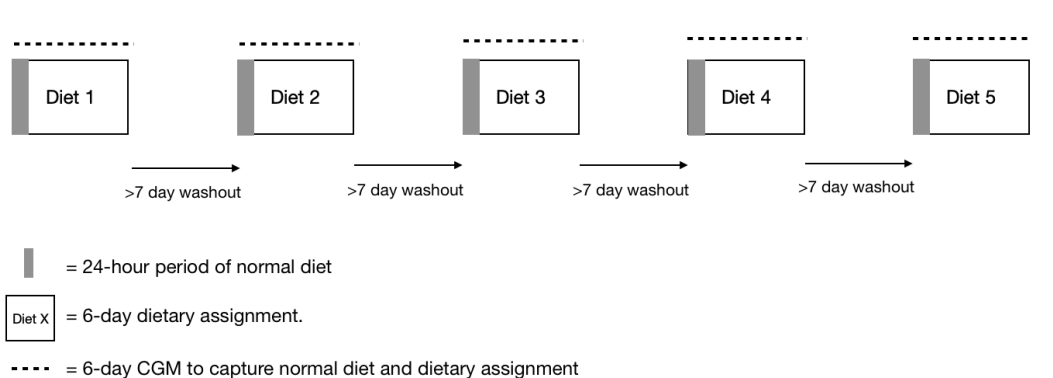 Diet 1
Diet 2
Diet 3
Diet 4
Diet 5
>7 day washout
>7 day washout
>7 day washout
>7 day washout
= 24-hour period of normal diet
Diet X
= 6-day dietary assignment.
= 6-day CGM to capture normal diet and dietary assignment